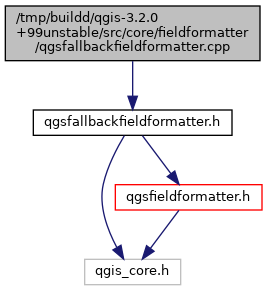 /tmp/buildd/qgis-3.2.0
+99unstable/src/core/fieldformatter
/qgsfallbackfieldformatter.cpp
qgsfallbackfieldformatter.h
qgsfieldformatter.h
qgis_core.h